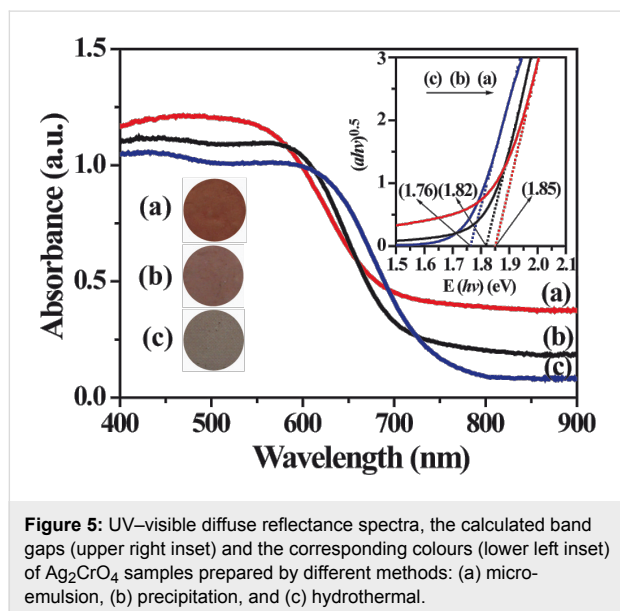 1.5
1.0
0.5
0.0
400
500
600
700
800
900
Absorbance (a.u.)
Wavelength (nm)
(a)
(b)
(c)
(a)
(b)
(c)
3
2
1
0
1.5
1.6
1.7
1.8
1.9
2.0
2.1
(ahv)^0.5
E (hv) (eV)
(c) (b) (a)
(1.76)
(1.82)
(1.85)
Figure 5: UV–visible diffuse reflectance spectra, the calculated band
gaps (upper right inset) and the corresponding colours (lower left inset)
of Ag₂CrO₄ samples prepared by different methods: (a) micro-
emulsion, (b) precipitation, and (c) hydrothermal.